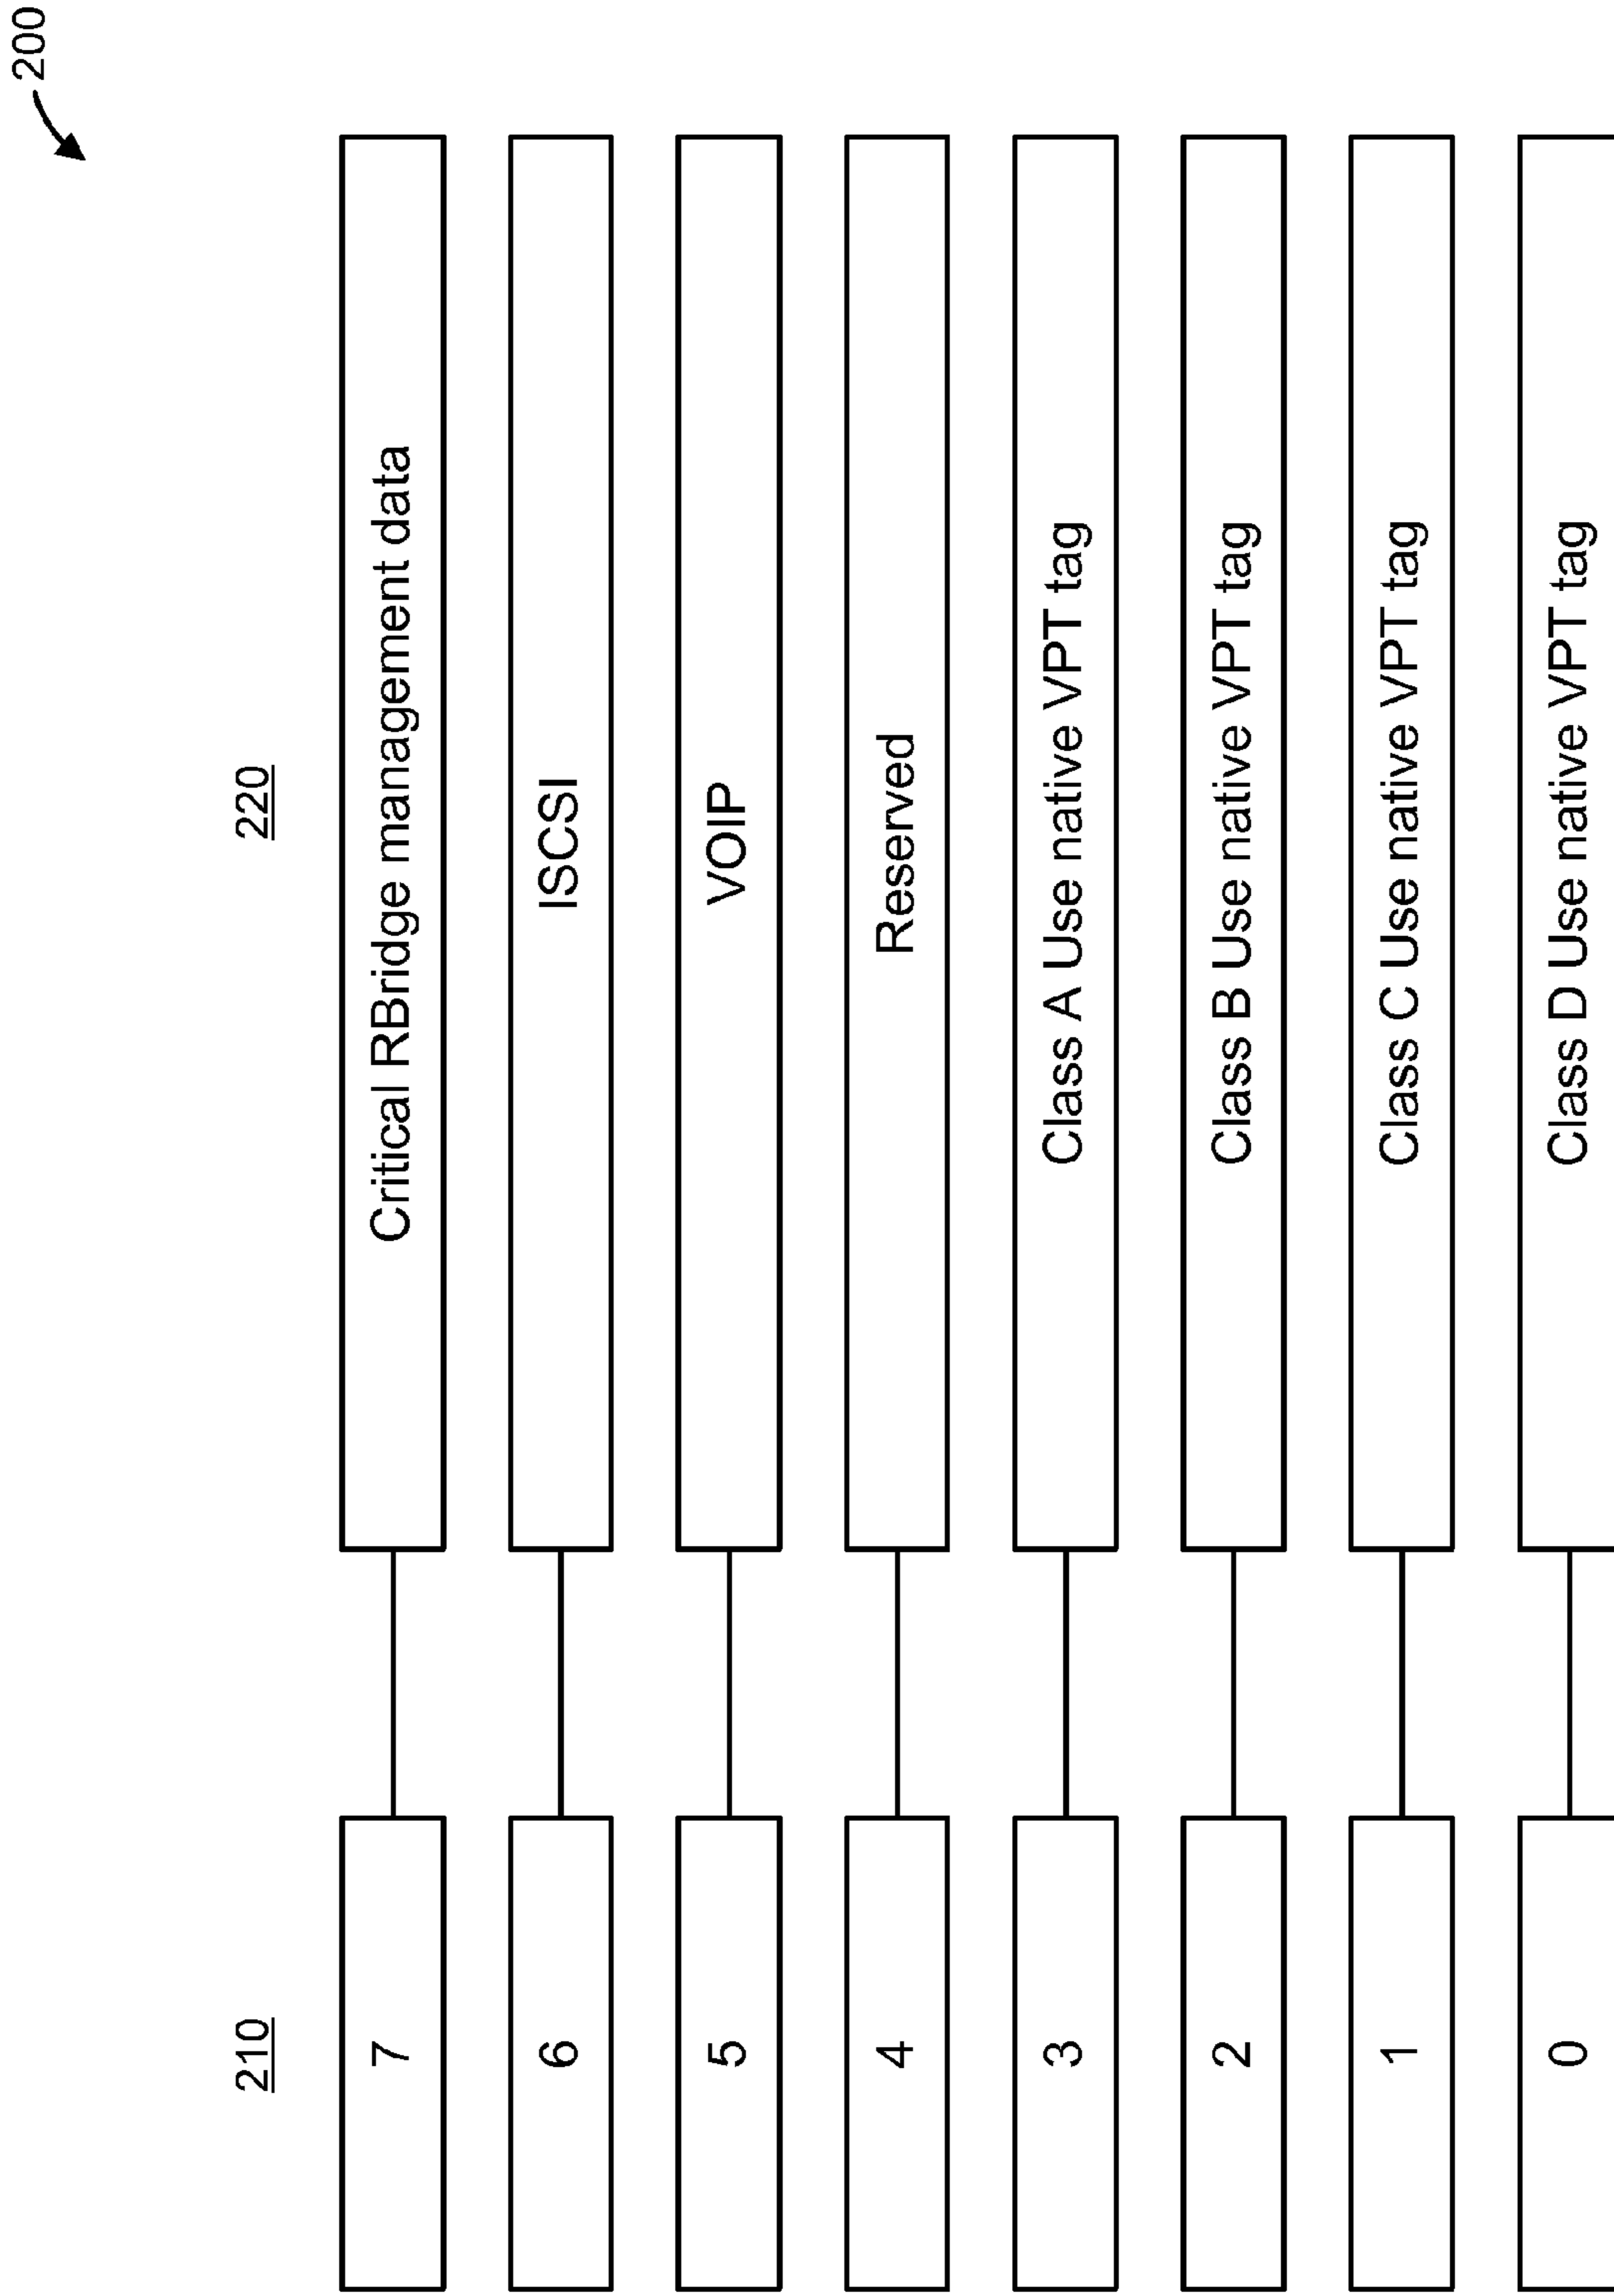 200
210
220
7
Critical RBridge management data
6
ISCSI
5
VOIP
4
Reserved
3
Class A Use native VPT tag
2
Class B Use native VPT tag
1
Class C Use native VPT tag
0
Class D Use native VPT tag